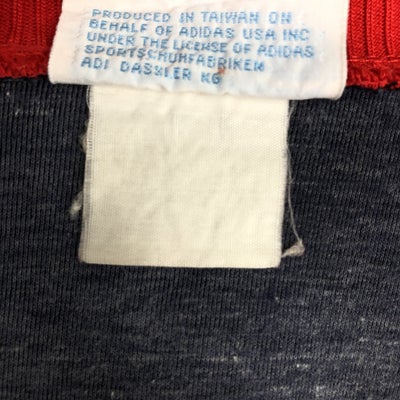 PRODUCED IN TAIWAN ON
BEHALF OF ADIDAS USA INC
UNDER THE LICENSE OF ADIDAS
SPORTSCHUHFABRIKEN
ADI DASSLER KG